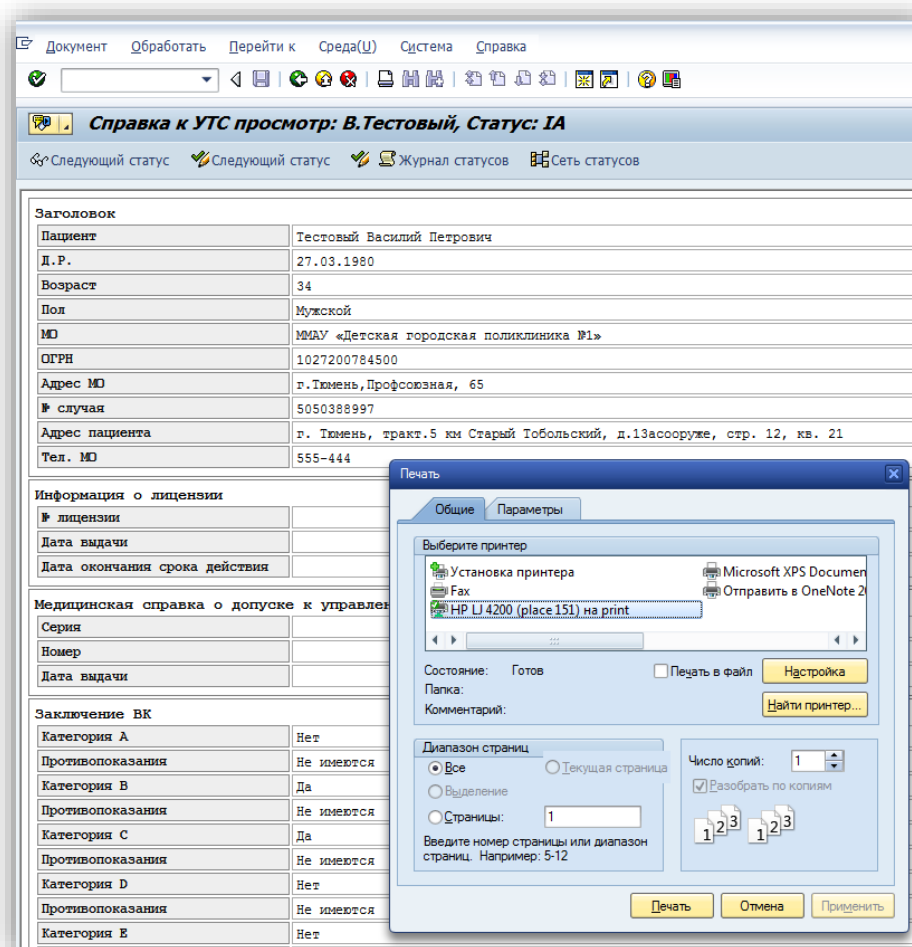 Документ Обработать Перейти к Среда(U) Система Справка
Справка к УТС просмотр: В.Тестовый, Статус: IA
Следующий статус Следующий статус Журнал статусов Сеть статусов
Заголовок
Пациент Тестовый Василий Петрович
Д.Р. 27.03.1980
Возраст 34
Пол Мужской
МО ММАУ «Детская городская поликлиника №1»
ОГРН 1027200784500
Адрес МО г.Тюмень,Профсоюзная, 65
№ случая 5050388997
Адрес пациента г. Тюмень, тракт.5 км Старый Тобольский, д.13асооруже, стр. 12, кв. 21
Тел. МО 555-444
Информация о лицензии
№ лицензии
Дата выдачи
Дата окончания срока действия
Медицинская справка о допуске к управлен
Серия
Номер
Дата выдачи
Заключение ВК
Категория A Нет
Противопоказания Не имеются
Категория B Да
Противопоказания Не имеются
Категория C Да
Противопоказания Не имеются
Категория D Нет
Противопоказания Не имеются
Категория E Нет
Печать
Общие Параметры
Выберите принтер
Установка принтера Microsoft XPS Documen
Fax Отправить в OneNote 20
HP LJ 4200 (place 151) на print
Состояние: Готов Печать в файл Настройка
Папка:
Комментарий: Найти принтер...
Диапазон страниц
Все Текущая страница
Выделение
Страницы: 1
Введите номер страницы или диапазон
страниц. Например: 5-12
Число копий: 1
Разобрать по копиям
1 2 3 1 2 3
Печать Отмена Применить